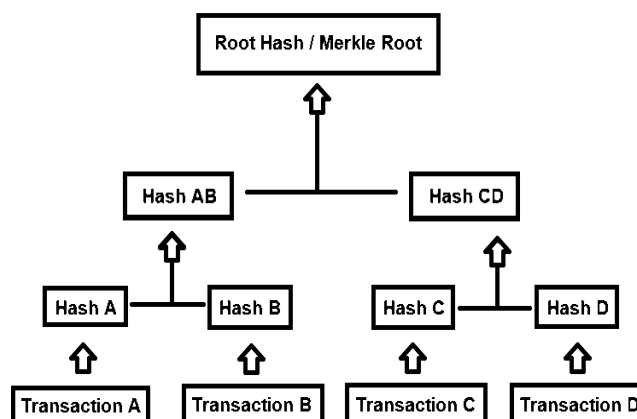 Root Hash / Merkle Root
Hash AB
Hash CD
Hash A
Hash B
Hash C
Hash D
Transaction A
Transaction B
Transaction C
Transaction D